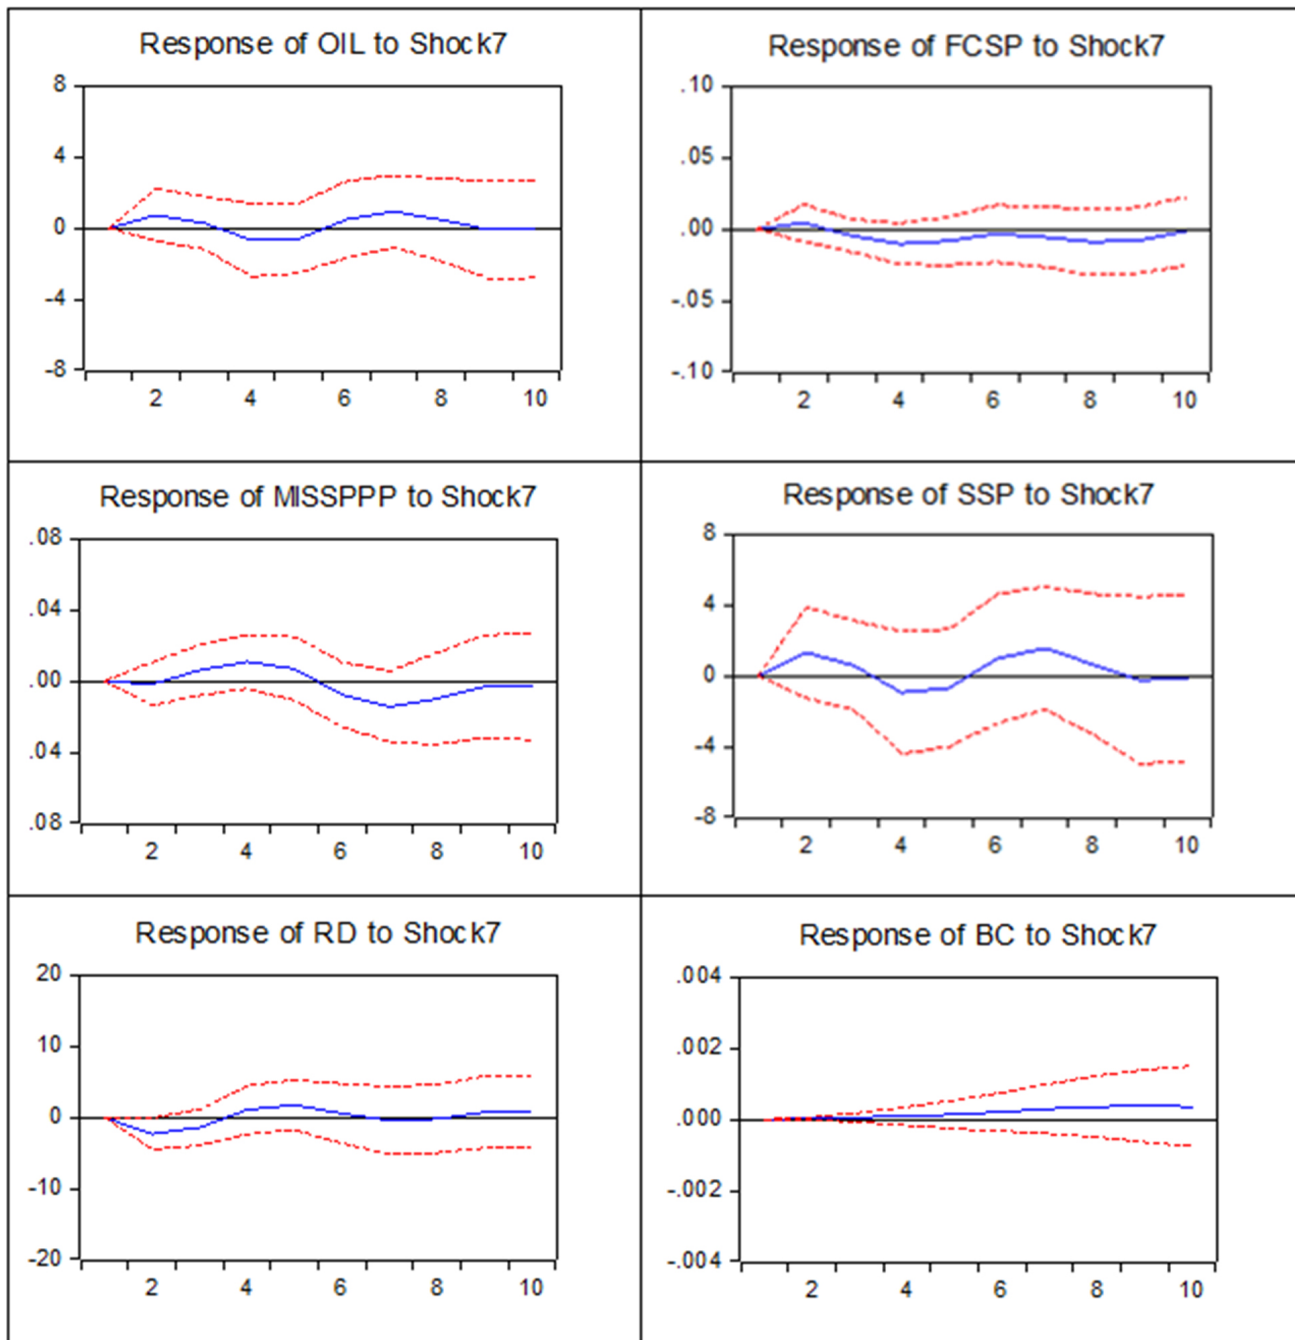 Response of OIL to Shock7
8
4
0
-4
-8
2 4 6 8 10
Response of FCSP to Shock7
.10
.05
.00
-.05
-.10
2 4 6 8 10
Response of MISSPPP to Shock7
.08
.04
.00
.04
.08
2 4 6 8 10
Response of SSP to Shock7
8
4
0
-4
-8
2 4 6 8 10
Response of RD to Shock7
20
10
0
-10
-20
2 4 6 8 10
Response of BC to Shock7
.004
.002
.000
-.002
-.004
2 4 6 8 10